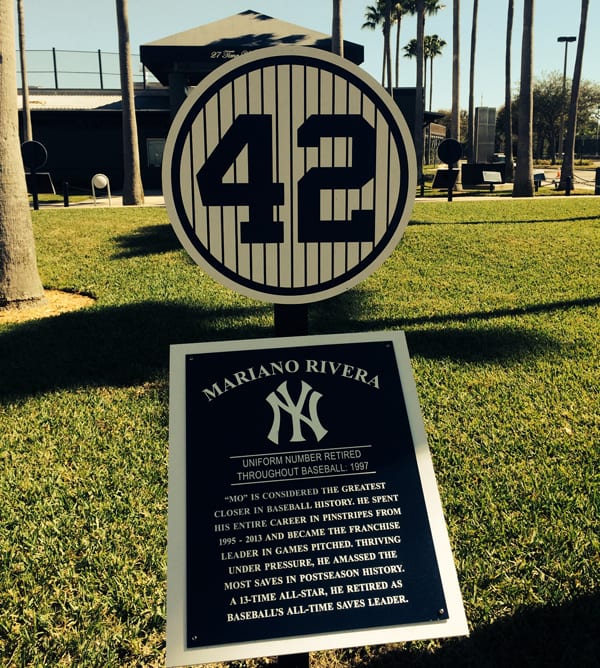 27 Time
42
MARIANO RIVERA
NY
UNIFORM NUMBER RETIRED
THROUGHOUT BASEBALL: 1997
"MO" IS CONSIDERED THE GREATEST
CLOSER IN BASEBALL HISTORY. HE SPENT
HIS ENTIRE CAREER IN PINSTRIPES FROM
1995 - 2013 AND BECAME THE FRANCHISE
LEADER IN GAMES PITCHED. THRIVING
UNDER PRESSURE, HE AMASSED THE
MOST SAVES IN POSTSEASON HISTORY.
A 13-TIME ALL-STAR, HE RETIRED AS
BASEBALL'S ALL-TIME SAVES LEADER.